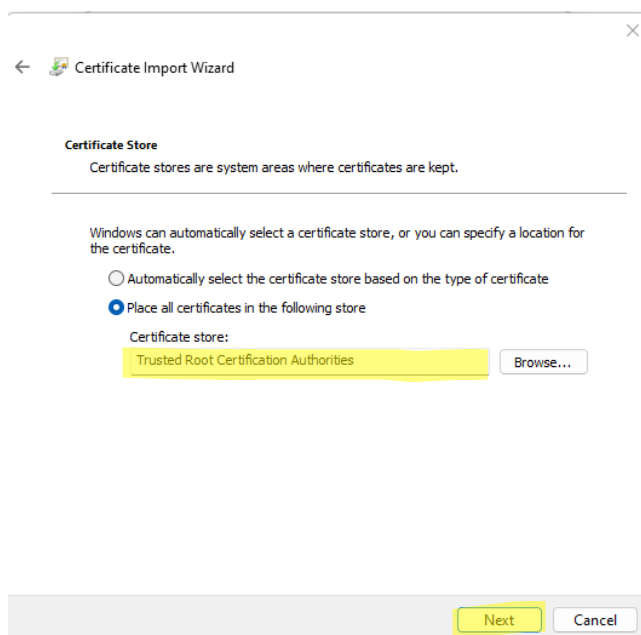 Certificate Import Wizard
Certificate Store
Certificate stores are system areas where certificates are kept.
Windows can automatically select a certificate store, or you can specify a location for
the certificate.
Automatically select the certificate store based on the type of certificate
Place all certificates in the following store
Certificate store:
Trusted Root Certification Authorities
Browse...
Next
Cancel